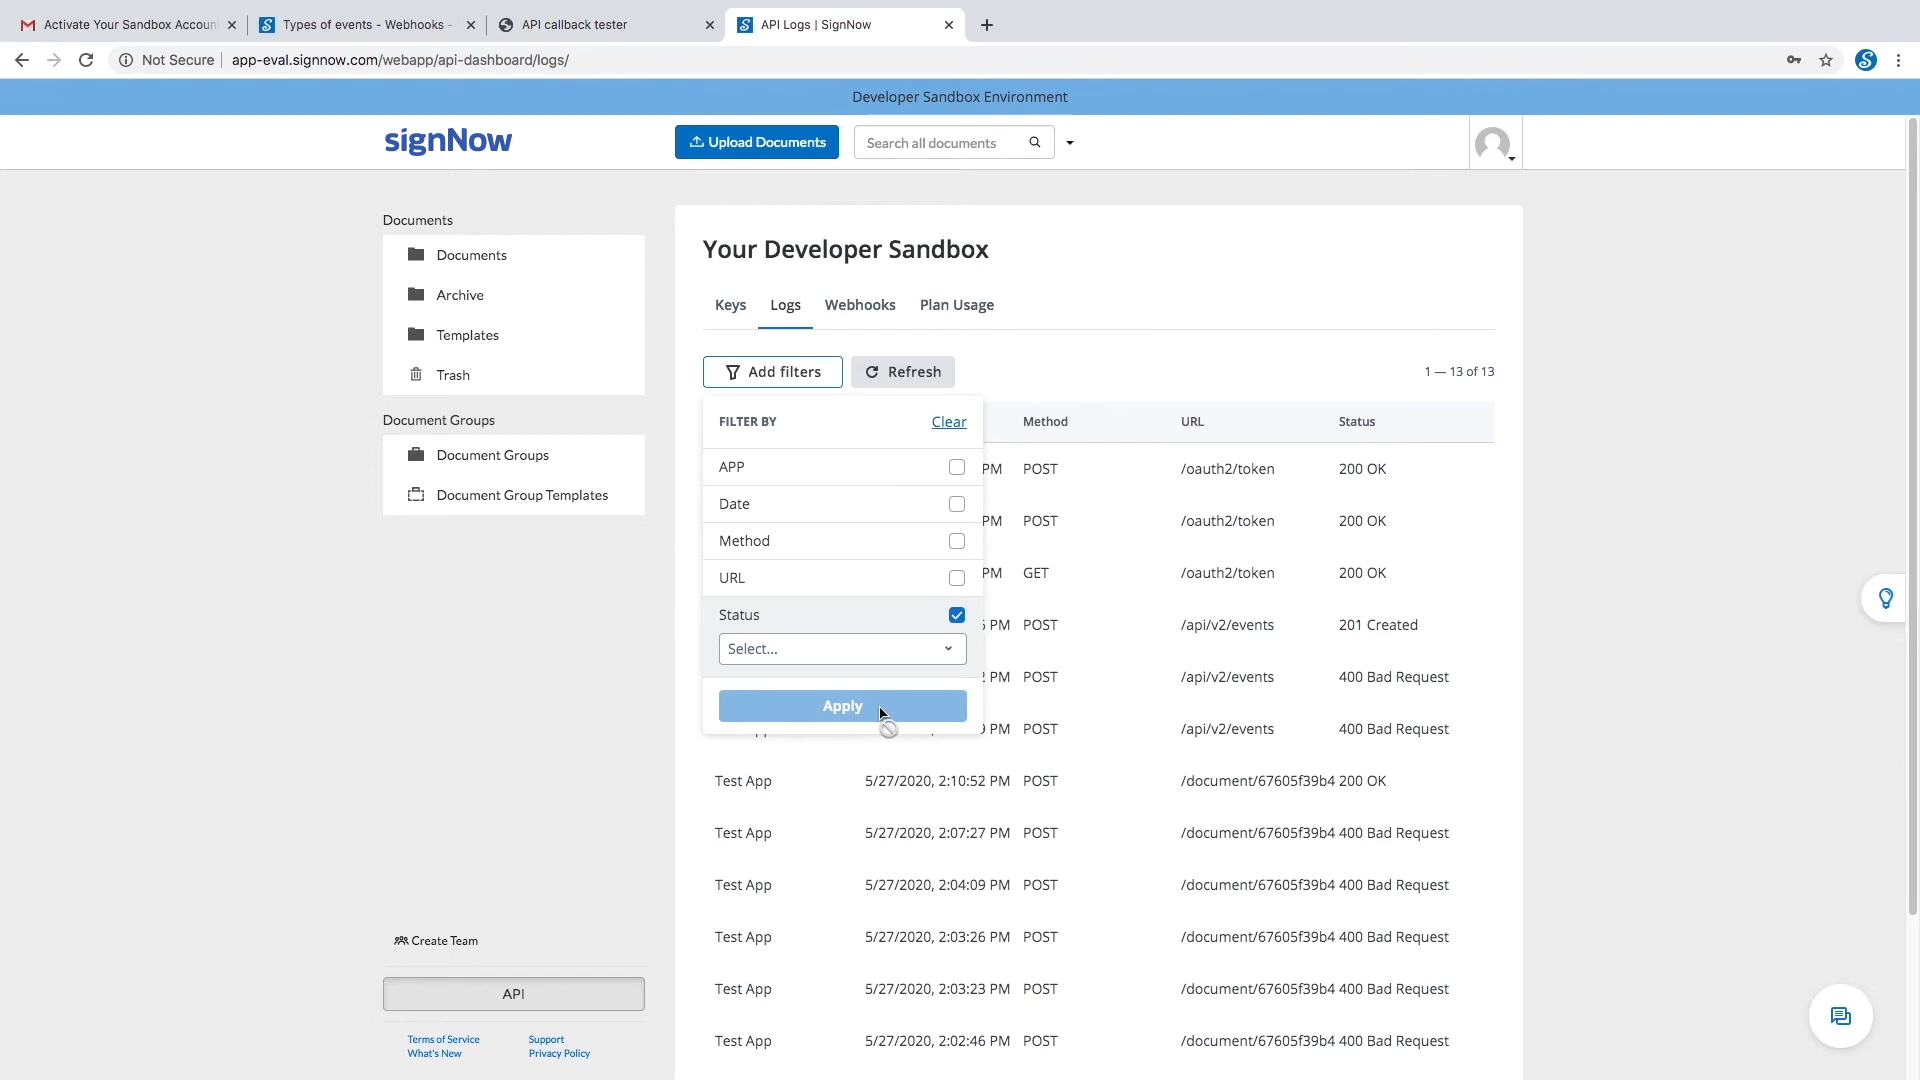 Activate Your Sandbox Accoun
Types of events - Webhooks -
API callback tester
API Logs | SignNow
Not Secure
app-eval.signnow.com/webapp/api-dashboard/logs/
Developer Sandbox Environment
signNow
Upload Documents
Search all documents
Documents
Documents
Archive
Templates
Trash
Document Groups
Document Groups
Document Group Templates
Create Team
API
Terms of Service
Support
What's New
Privacy Policy
Your Developer Sandbox
Keys
Logs
Webhooks
Plan Usage
Add filters
Refresh
1 — 13 of 13
FILTER BY
Clear
APP
Date
Method
URL
Status
Select...
Apply
Method URL Status
PM POST /oauth2/token 200 OK
PM POST /oauth2/token 200 OK
PM GET /oauth2/token 200 OK
PM POST /api/v2/events 201 Created
2 PM POST /api/v2/events 400 Bad Request
9 PM POST /api/v2/events 400 Bad Request
Test App 5/27/2020, 2:10:52 PM POST /document/67605f39b4 200 OK
Test App 5/27/2020, 2:07:27 PM POST /document/67605f39b4 400 Bad Request
Test App 5/27/2020, 2:04:09 PM POST /document/67605f39b4 400 Bad Request
Test App 5/27/2020, 2:03:26 PM POST /document/67605f39b4 400 Bad Request
Test App 5/27/2020, 2:03:23 PM POST /document/67605f39b4 400 Bad Request
Test App 5/27/2020, 2:02:46 PM POST /document/67605f39b4 400 Bad Request